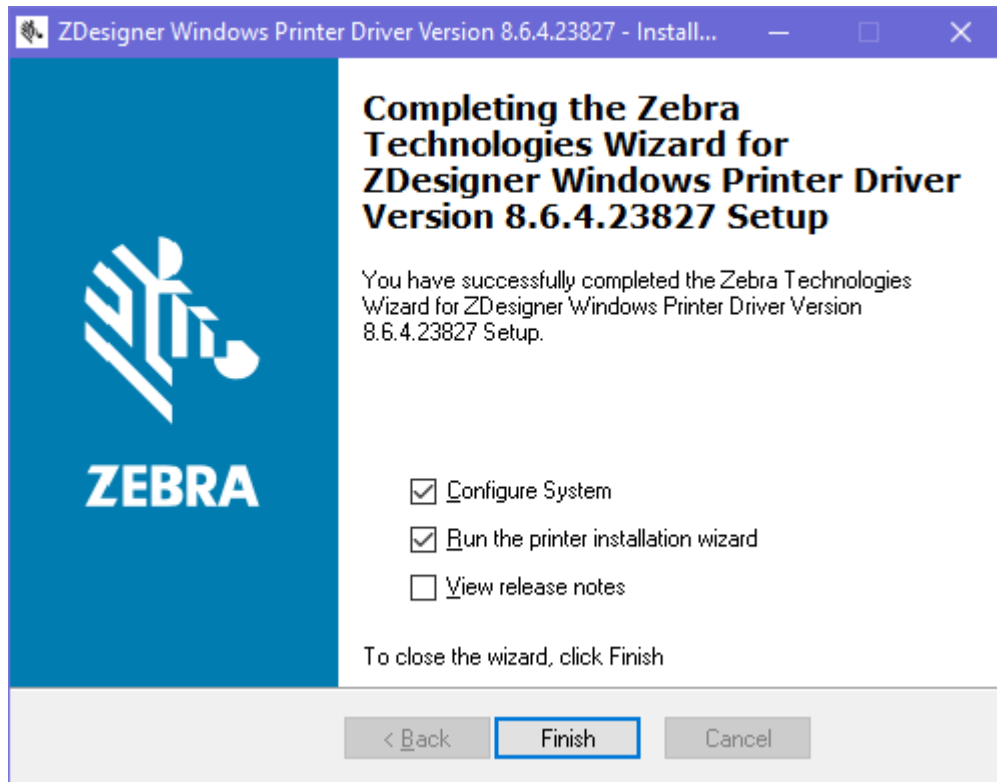 ZDesigner Windows Printer Driver Version 8.6.4.23827 - Install...
Completing the Zebra
Technologies Wizard for
ZDesigner Windows Printer Driver
Version 8.6.4.23827 Setup
You have successfully completed the Zebra Technologies
Wizard for ZDesigner Windows Printer Driver Version
8.6.4.23827 Setup.
ZEBRA
Configure System
Run the printer installation wizard
View release notes
To close the wizard, click Finish
< Back
Finish
Cancel